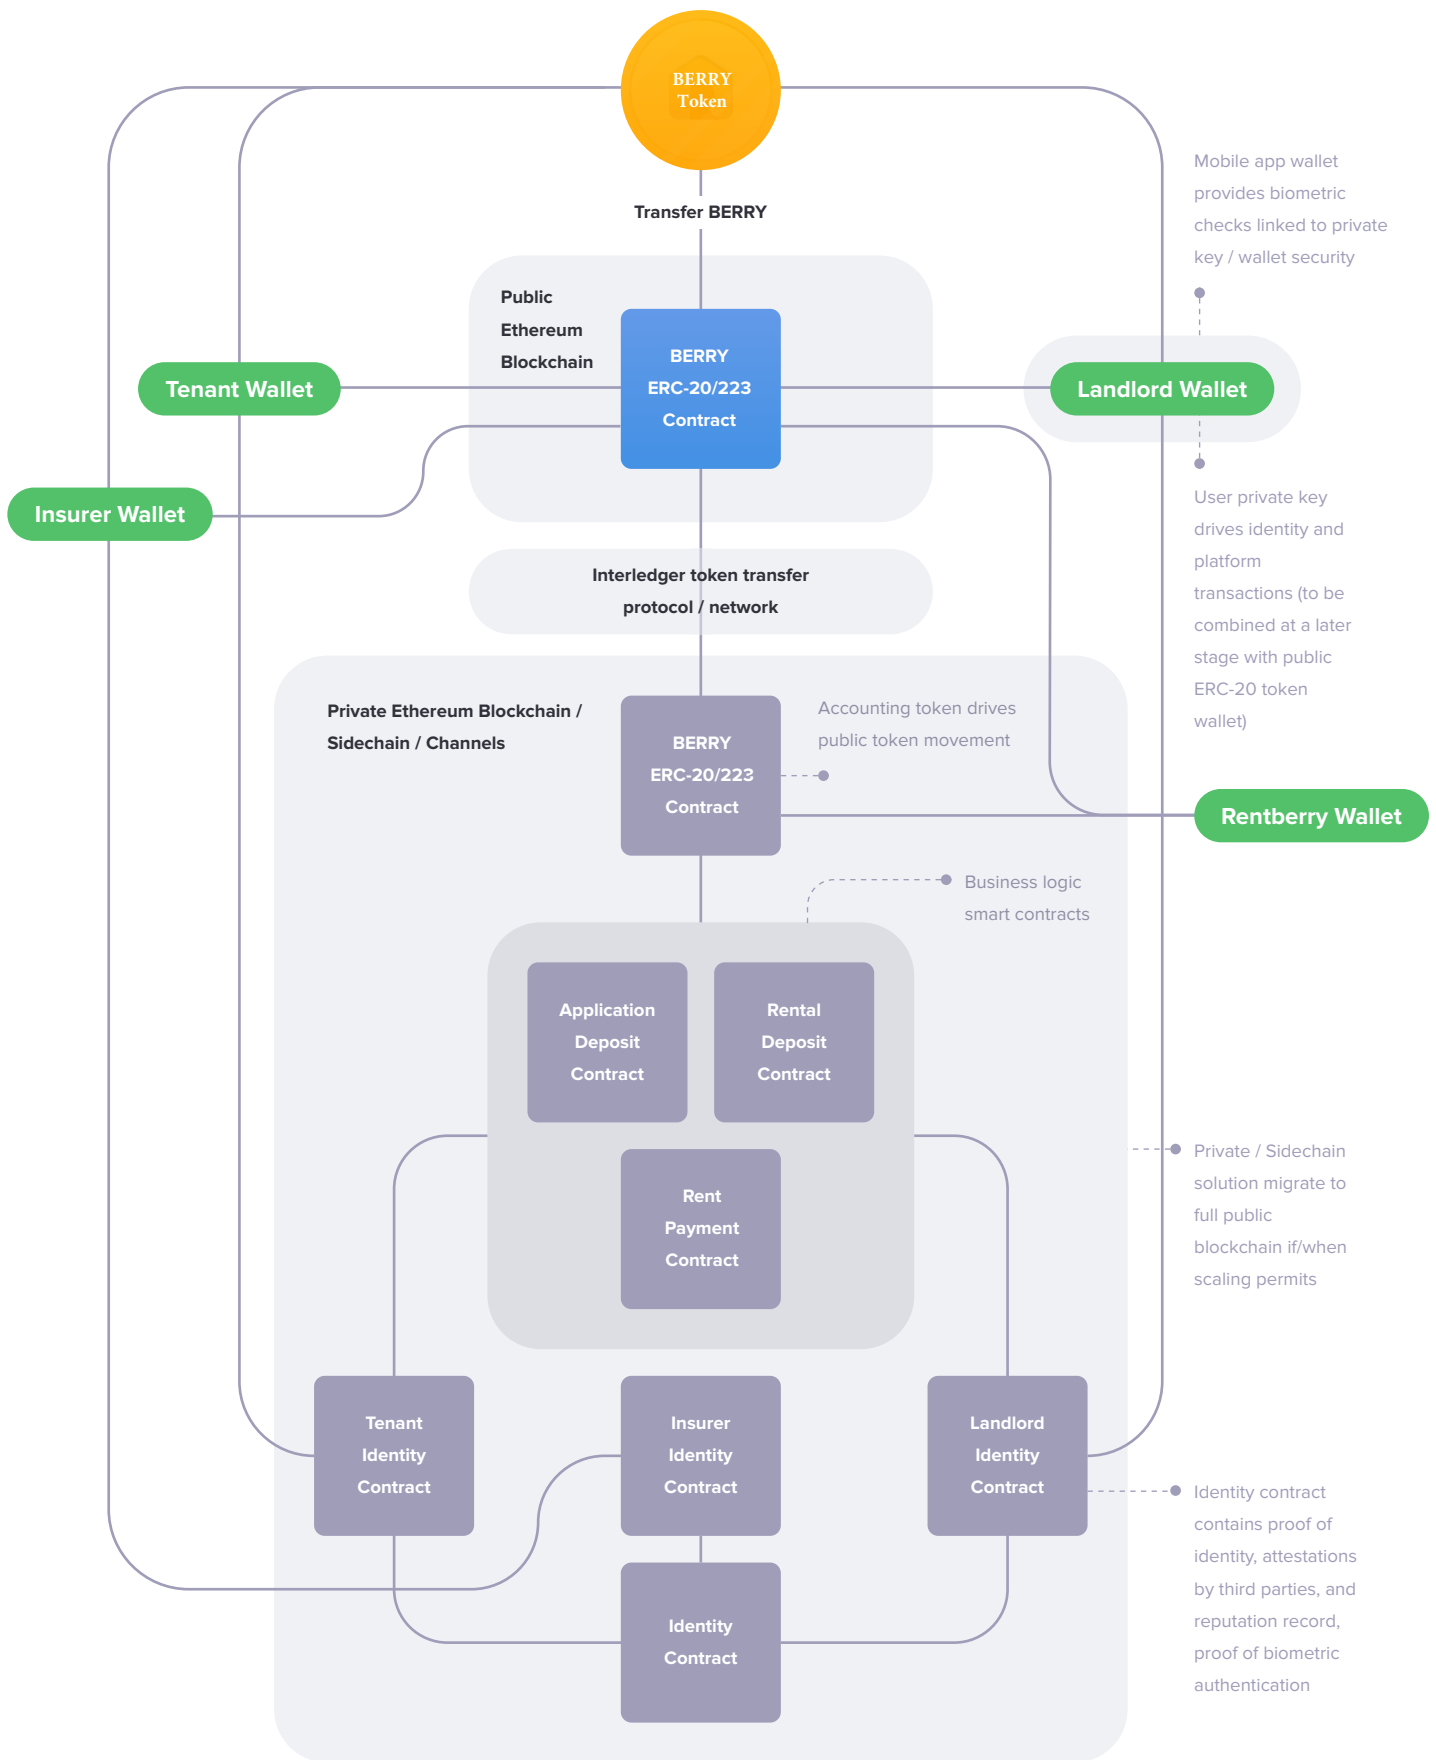 BERRY
Token
Transfer BERRY
Mobile app wallet
provides biometric
checks linked to private
key / wallet security
Public
Ethereum
Blockchain
BERRY
ERC-20/223
Contract
Tenant Wallet
Landlord Wallet
Insurer Wallet
User private key
drives identity and
platform
transactions (to be
combined at a later
stage with public
ERC-20 token
wallet)
Interledger token transfer
protocol / network
Private Ethereum Blockchain /
Sidechain / Channels
BERRY
ERC-20/223
Contract
Accounting token drives
public token movement
Rentberry Wallet
Business logic
smart contracts
Application
Deposit
Contract
Rental
Deposit
Contract
Rent
Payment
Contract
Private / Sidechain
solution migrate to
full public
blockchain if/when
scaling permits
Tenant
Identity
Contract
Insurer
Identity
Contract
Landlord
Identity
Contract
Identity contract
contains proof of
identity, attestations
by third parties, and
reputation record,
proof of biometric
authentication
Identity
Contract